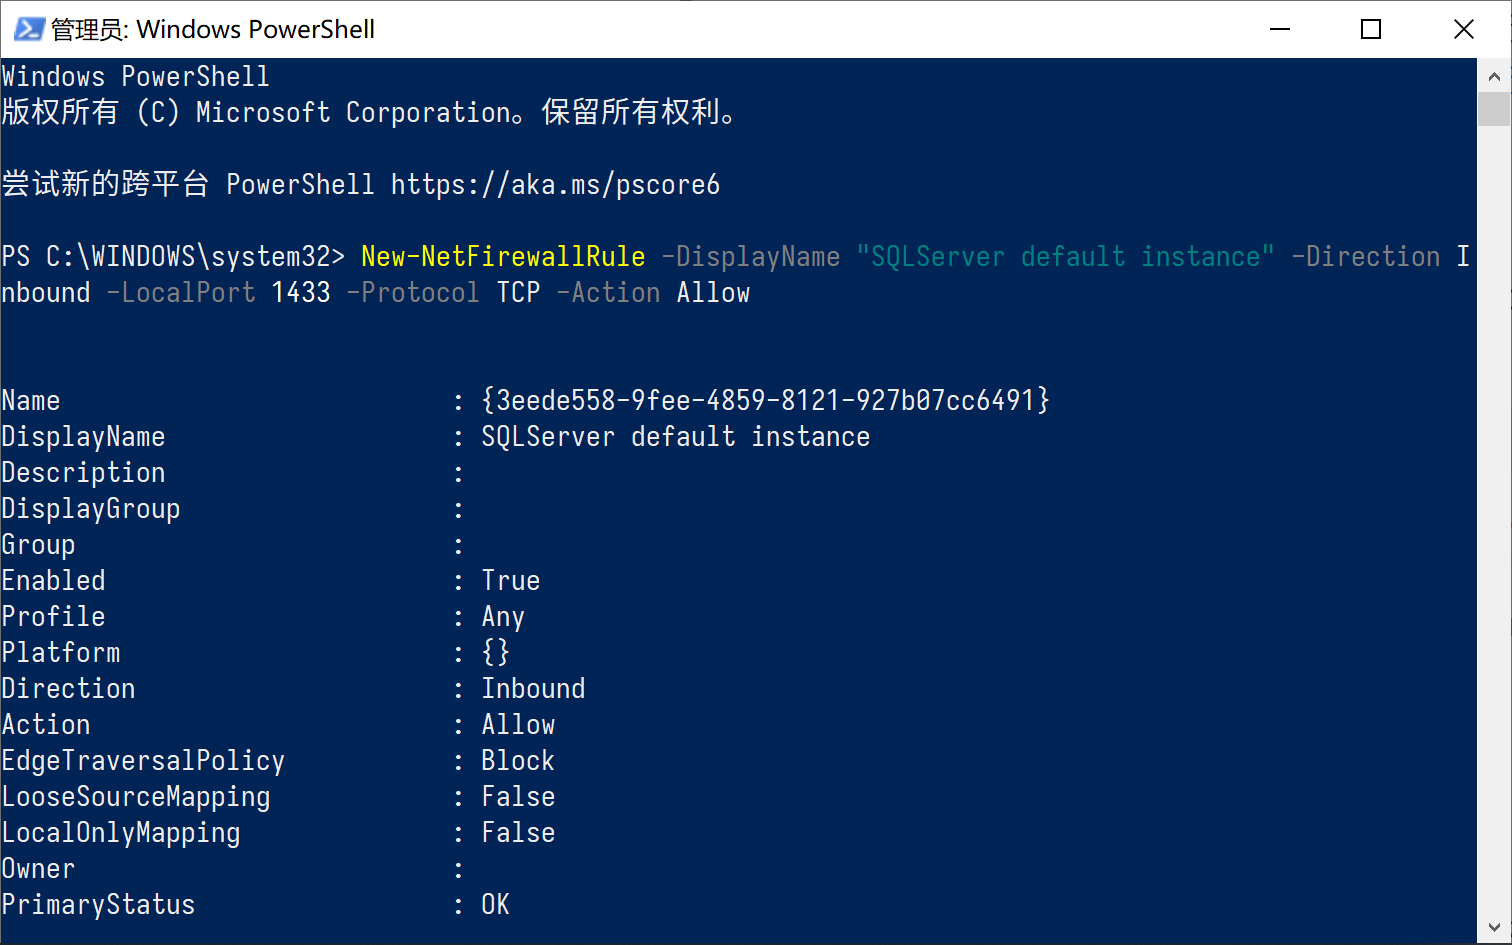 管理员: Windows PowerShell
Windows PowerShell
版权所有 (C) Microsoft Corporation。保留所有权利。
尝试新的跨平台 PowerShell https://aka.ms/pscore6
PS C:\WINDOWS\system32> New-NetFirewallRule -DisplayName "SQLServer default instance" -Direction I
nbound -LocalPort 1433 -Protocol TCP -Action Allow
Name : {3eede558-9fee-4859-8121-927b07cc6491}
DisplayName : SQLServer default instance
Description :
DisplayGroup :
Group :
Enabled : True
Profile : Any
Platform : {}
Direction : Inbound
Action : Allow
EdgeTraversalPolicy : Block
LooseSourceMapping : False
LocalOnlyMapping : False
Owner :
PrimaryStatus : OK